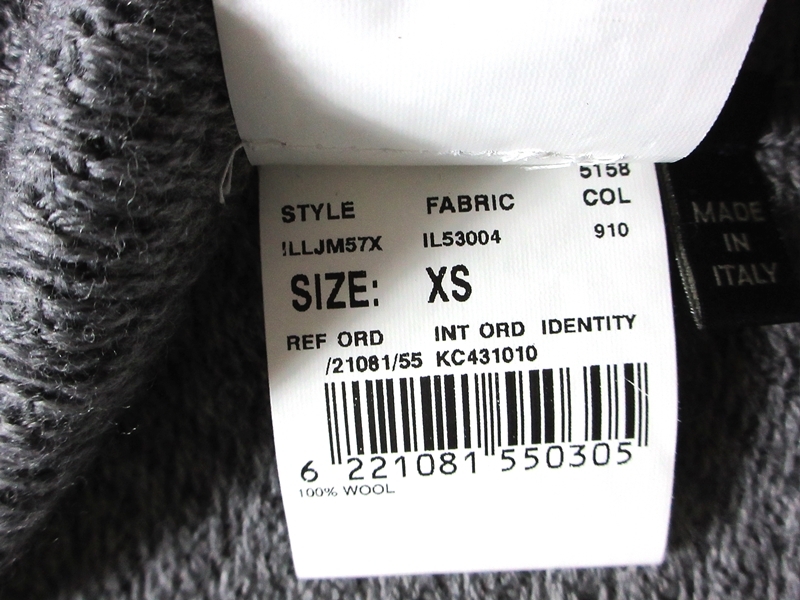 5158
STYLE FABRIC COL
ILLJM57X IL53004 910
SIZE: XS
REF ORD INT ORD IDENTITY
/21081/55 KC431010
6 221081 550305
100% WOOL
MADE
IN
ITALY